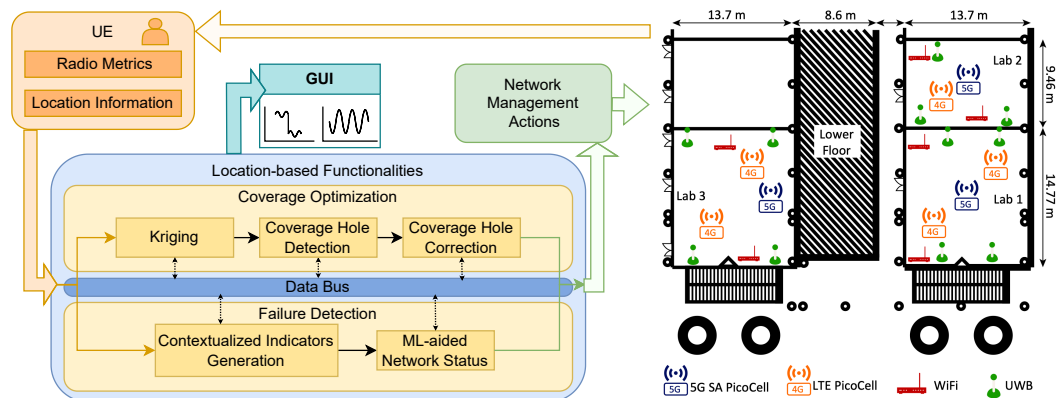 UE
Radio Metrics
Location Information
GUI
Network
Management
Actions
Location-based Functionalities
Coverage Optimization
Kriging
Coverage Hole
Detection
Coverage Hole
Correction
Data Bus
Failure Detection
Contextualized Indicators
Generation
ML-aided
Network Status
13.7 m
8.6 m
13.7 m
9.46 m
14.77 m
Lab 2
5G
4G
Lower
Floor
4G
4G
Lab 3
5G
5G
Lab 1
4G
4G
5G
5G SA PicoCell
4G
LTE PicoCell
WiFi
UWB